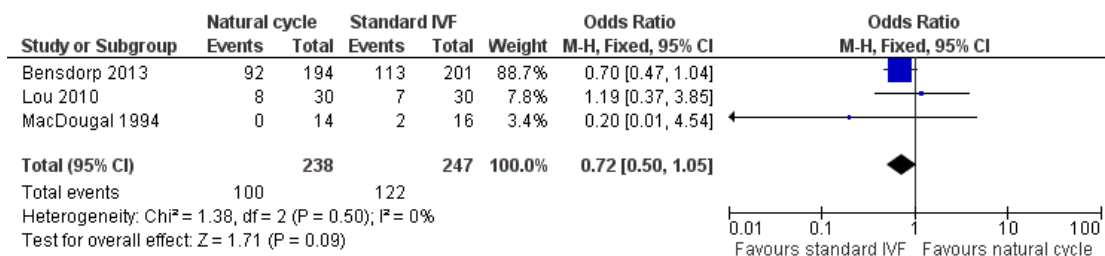 Natural cycle Standard IVF Odds Ratio Odds Ratio
Study or Subgroup Events Total Events Total Weight M-H, Fixed, 95% CI M-H, Fixed, 95% CI
Bensdorp 2013 92 194 113 201 88.7% 0.70 [0.47, 1.04]
Lou 2010 8 30 7 30 7.8% 1.19 [0.37, 3.85]
MacDougal 1994 0 14 2 16 3.4% 0.20 [0.01, 4.54]
Total (95% CI) 238 247 100.0% 0.72 [0.50, 1.05]
Total events 100 122
Heterogeneity: Chi² = 1.38, df = 2 (P = 0.50); I² = 0%
Test for overall effect: Z = 1.71 (P = 0.09)
0.01 0.1 1 10 100
Favours standard IVF Favours natural cycle